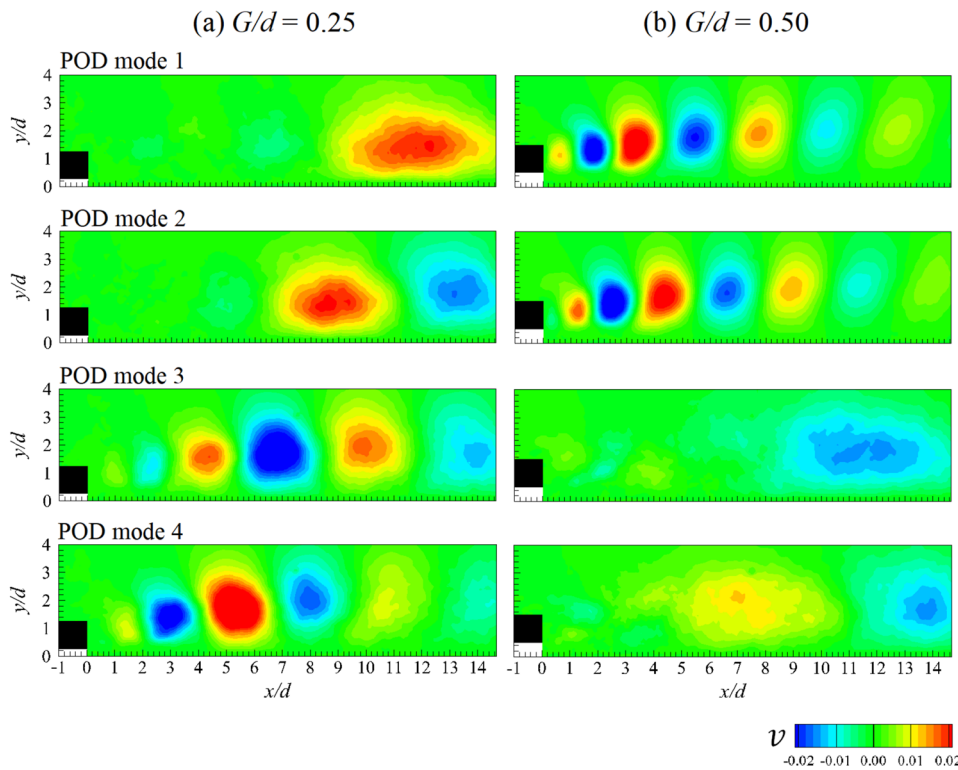 (a) G/d = 0.25
(b) G/d = 0.50
POD mode 1
y/d
4
3
2
1
0
POD mode 2
y/d
4
3
2
1
0
POD mode 3
y/d
4
3
2
1
0
POD mode 4
y/d
4
3
2
1
0
-1 0 1 2 3 4 5 6 7 8 9 10 11 12 13 14
x/d
-1 0 1 2 3 4 5 6 7 8 9 10 11 12 13 14
x/d
v
-0.02 -0.01 0.00 0.01 0.02